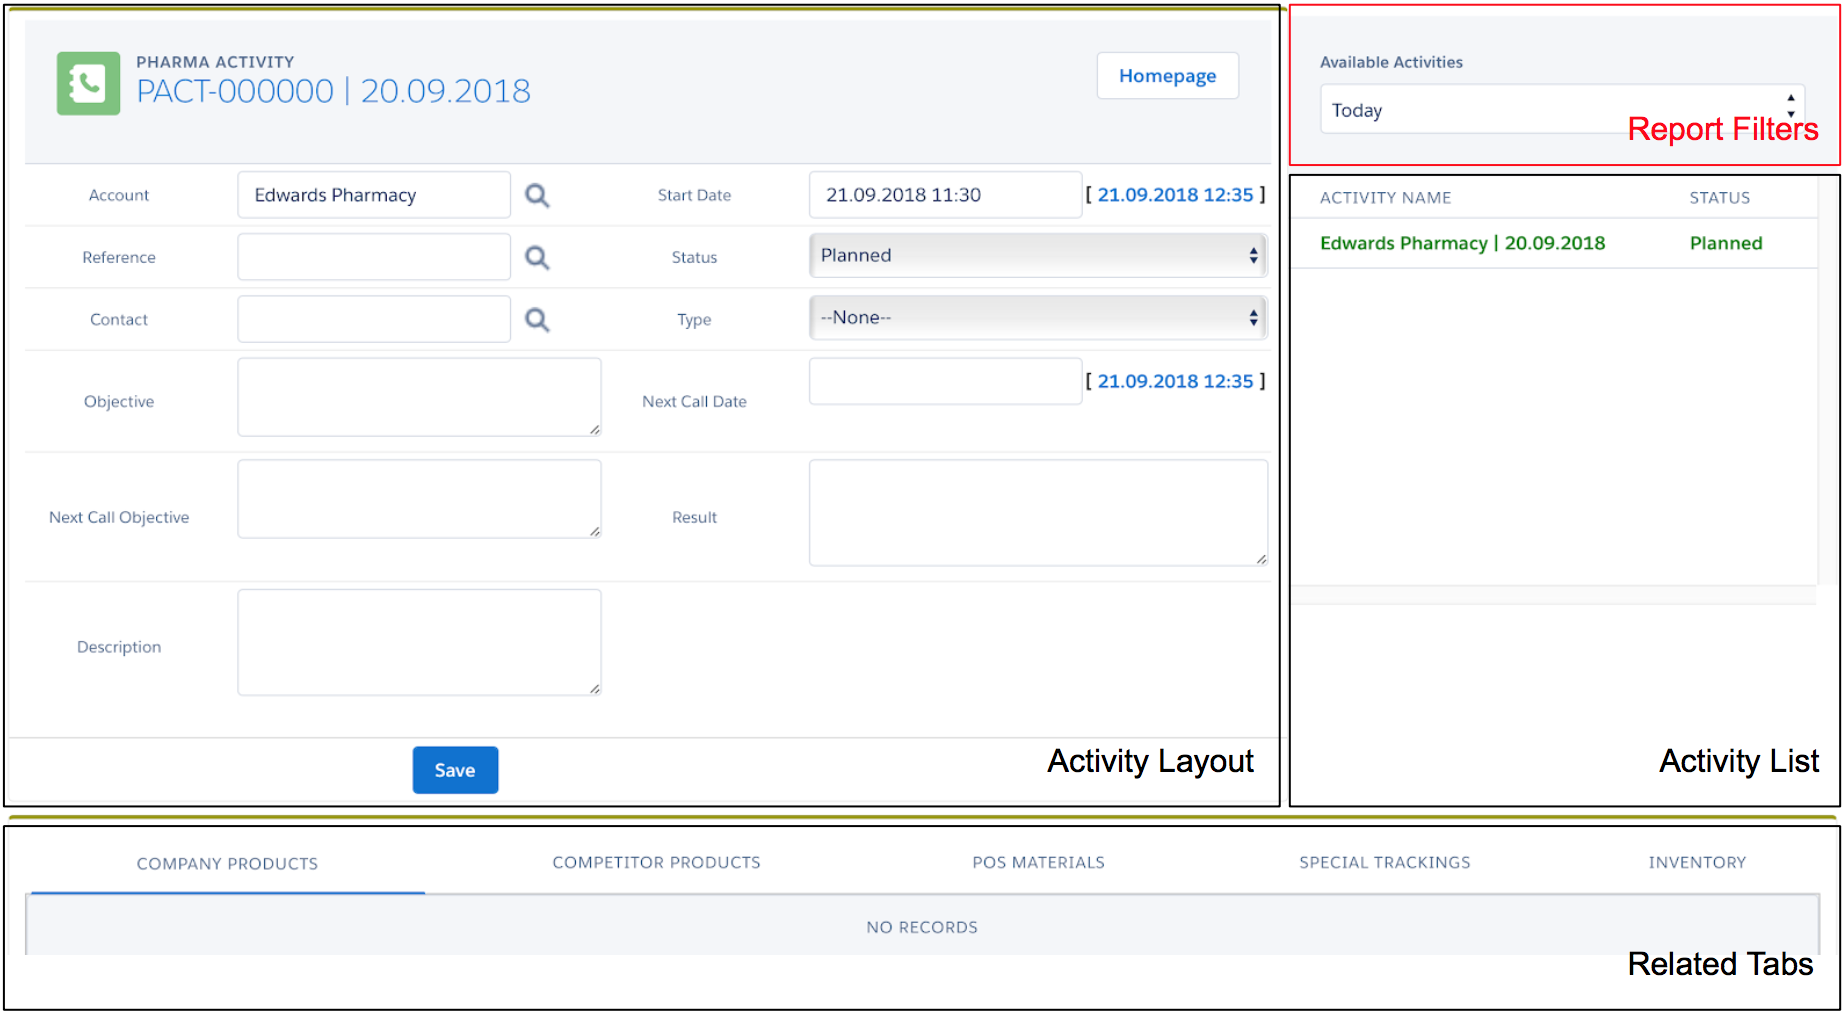 PHARMA ACTIVITY
PACT-000000 | 20.09.2018
Homepage
Account
Edwards Pharmacy
Start Date
21.09.2018 11:30
[ 21.09.2018 12:35 ]
Reference
Status
Planned
Contact
Type
--None--
Objective
Next Call Date
[ 21.09.2018 12:35 ]
Next Call Objective
Result
Description
Save
Activity Layout
Available Activities
Today
Report Filters
ACTIVITY NAME
STATUS
Edwards Pharmacy | 20.09.2018
Planned
Activity List
COMPANY PRODUCTS
COMPETITOR PRODUCTS
POS MATERIALS
SPECIAL TRACKINGS
INVENTORY
NO RECORDS
Related Tabs